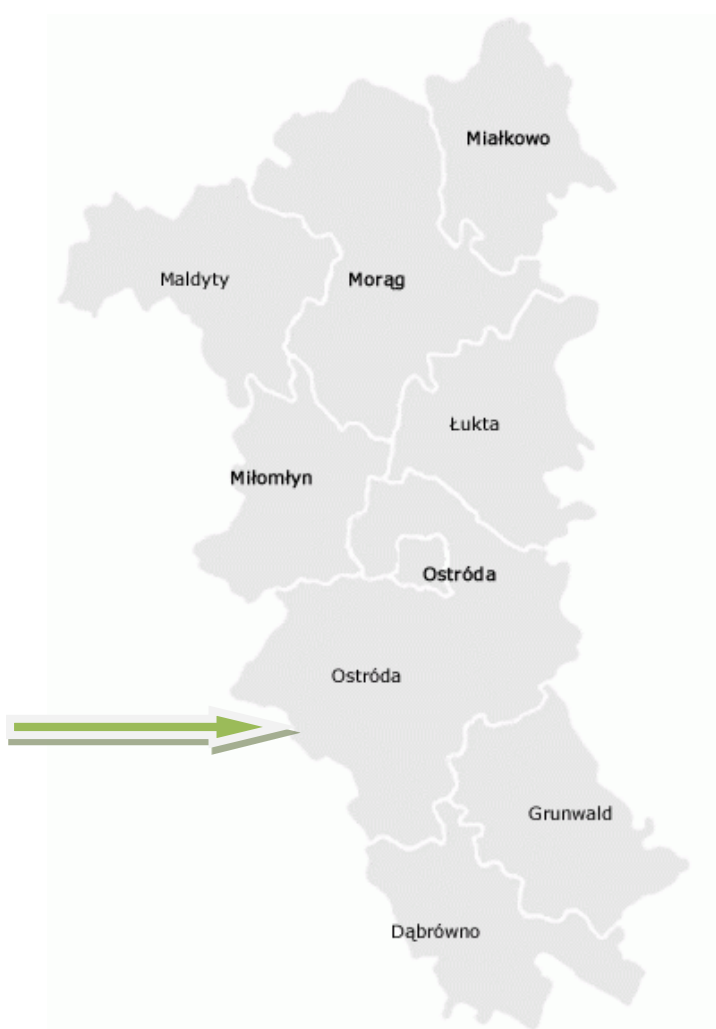 Miałkowo
Maldyty
Morąg
Łukta
Miłomłyn
Ostróda
Ostróda
Grunwald
Dąbrówno